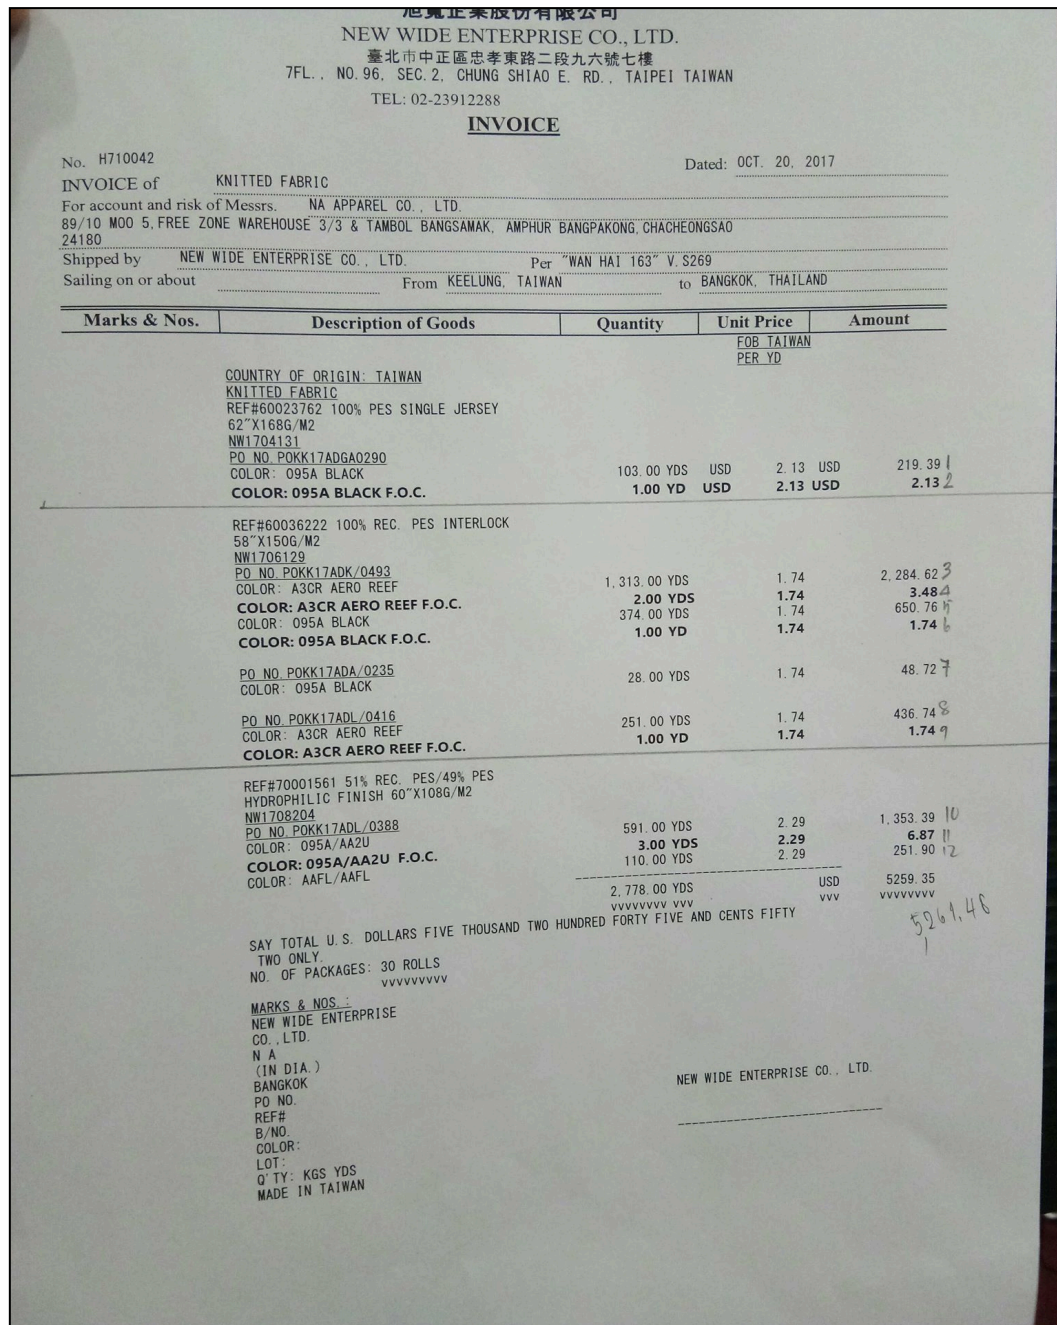 旭寬企業股份有限公司
NEW WIDE ENTERPRISE CO., LTD.
臺北市中正區忠孝東路二段九六號七樓
7FL., NO.96, SEC.2, CHUNG SHIAO E. RD., TAIPEI TAIWAN
TEL: 02-23912288
INVOICE
No. H710042 Dated: OCT. 20, 2017
INVOICE of KNITTED FABRIC
For account and risk of Messrs. NA APPAREL CO., LTD.
89/10 MOO 5,FREE ZONE WAREHOUSE 3/3 & TAMBOL BANGSAMAK, AMPHUR BANGPAKONG,CHACHEONGSAO
24180
Shipped by NEW WIDE ENTERPRISE CO., LTD. Per "WAN HAI 163" V.S269
Sailing on or about From KEELUNG, TAIWAN to BANGKOK, THAILAND
Marks & Nos. Description of Goods Quantity Unit Price Amount
FOB TAIWAN
PER YD
COUNTRY OF ORIGIN: TAIWAN
KNITTED FABRIC
REF#60023762 100% PES SINGLE JERSEY
62"X168G/M2
NW1704131
PO NO.POKK17ADGA0290
COLOR: 095A BLACK 103.00 YDS USD 2.13 USD 219.39 1
COLOR: 095A BLACK F.O.C. 1.00 YD USD 2.13 USD 2.13 2
REF#60036222 100% REC. PES INTERLOCK
58"X150G/M2
NW1706129
PO NO.POKK17ADK/0493
COLOR: A3CR AERO REEF 1,313.00 YDS 1.74 2,284.62 3
COLOR: A3CR AERO REEF F.O.C. 2.00 YDS 1.74 3.48 4
COLOR: 095A BLACK 374.00 YDS 1.74 650.76 5
COLOR: 095A BLACK F.O.C. 1.00 YD 1.74 1.74 6
PO NO.POKK17ADA/0235
COLOR: 095A BLACK 28.00 YDS 1.74 48.72 7
PO NO.POKK17ADL/0416
COLOR: A3CR AERO REEF 251.00 YDS 1.74 436.74 8
COLOR: A3CR AERO REEF F.O.C. 1.00 YD 1.74 1.74 9
REF#70001561 51% REC. PES/49% PES
HYDROPHILIC FINISH 60"X108G/M2
NW1708204
PO NO.POKK17ADL/0388
COLOR: 095A/AA2U 591.00 YDS 2.29 1,353.39 10
COLOR: 095A/AA2U F.O.C. 3.00 YDS 2.29 6.87 11
COLOR: AAFL/AAFL 110.00 YDS 2.29 251.90 12
2,778.00 YDS USD 5259.35
vvvvvvvv vvv vvv vvvvvvvv
5261,48
SAY TOTAL U.S. DOLLARS FIVE THOUSAND TWO HUNDRED FORTY FIVE AND CENTS FIFTY
TWO ONLY.
NO. OF PACKAGES: 30 ROLLS
vvvvvvvvv
MARKS & NOS.:
NEW WIDE ENTERPRISE
CO.,LTD.
N A
(IN DIA.)
BANGKOK
PO NO.
REF#
B/NO.
COLOR:
LOT:
Q'TY: KGS YDS
MADE IN TAIWAN
NEW WIDE ENTERPRISE CO., LTD.